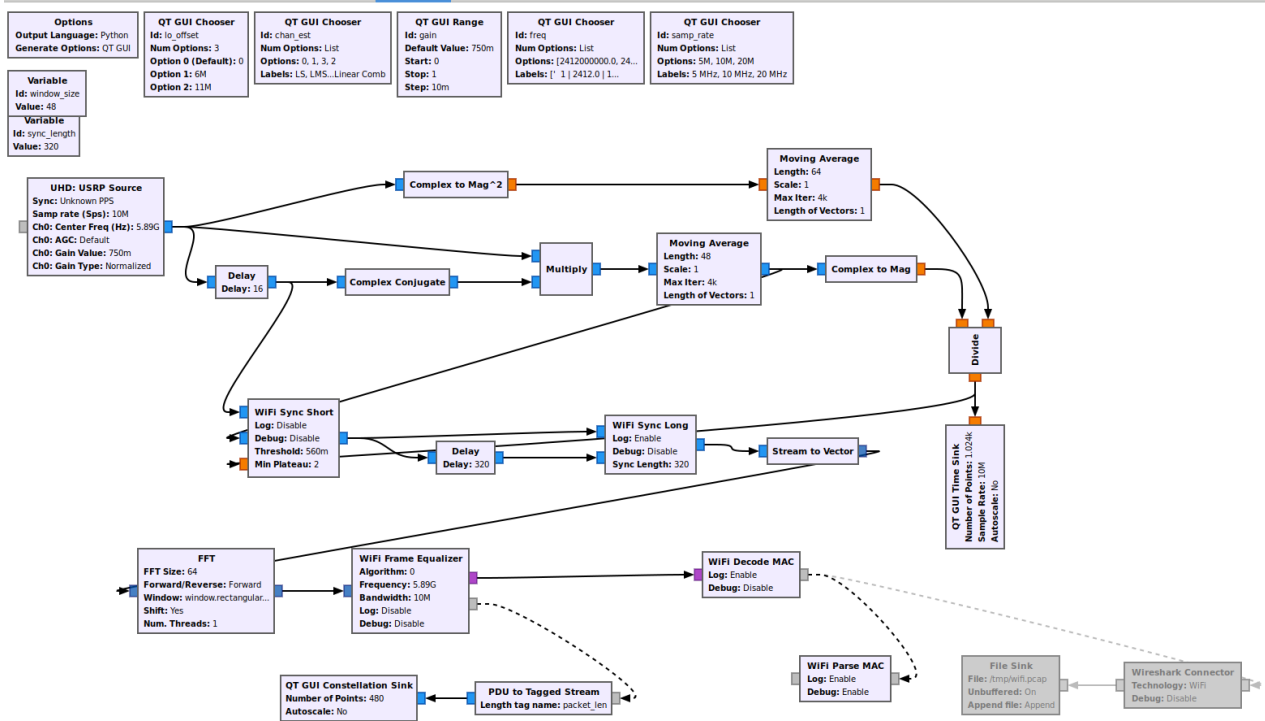 Options
Output Language: Python
Generate Options: QT GUI
QT GUI Chooser
Id: lo_offset
Num Options: 3
Option 0 (Default): 0
Option 1: 6M
Option 2: 11M
QT GUI Chooser
Id: chan_est
Num Options: List
Options: 0, 1, 3, 2
Labels: LS, LMS...Linear Comb
QT GUI Range
Id: gain
Default Value: 750m
Start: 0
Stop: 1
Step: 10m
QT GUI Chooser
Id: freq
Num Options: List
Options: [2412000000.0, 24...
Labels: [' 1 | 2412.0 | 1...
QT GUI Chooser
Id: samp_rate
Num Options: List
Options: 5M, 10M, 20M
Labels: 5 MHz, 10 MHz, 20 MHz
Variable
Id: window_size
Value: 48
Variable
Id: sync_length
Value: 320
UHD: USRP Source
Sync: Unknown PPS
Samp rate (Sps): 10M
Ch0: Center Freq (Hz): 5.89G
Ch0: AGC: Default
Ch0: Gain Value: 750m
Ch0: Gain Type: Normalized
Complex to Mag^2
Moving Average
Length: 64
Scale: 1
Max Iter: 4k
Length of Vectors: 1
Delay
Delay: 16
Complex Conjugate
Multiply
Moving Average
Length: 48
Scale: 1
Max Iter: 4k
Length of Vectors: 1
Complex to Mag
Divide
WiFi Sync Short
Log: Disable
Debug: Disable
Threshold: 560m
Min Plateau: 2
Delay
Delay: 320
WiFi Sync Long
Log: Enable
Debug: Disable
Sync Length: 320
Stream to Vector
QT GUI Time Sink
Number of Points: 1.024k
Sample Rate: 10M
Autoscale: No
FFT
FFT Size: 64
Forward/Reverse: Forward
Window: window.rectangular...
Shift: Yes
Num. Threads: 1
WiFi Frame Equalizer
Algorithm: 0
Frequency: 5.89G
Bandwidth: 10M
Log: Disable
Debug: Disable
WiFi Decode MAC
Log: Enable
Debug: Disable
QT GUI Constellation Sink
Number of Points: 480
Autoscale: No
PDU to Tagged Stream
Length tag name: packet_len
WiFi Parse MAC
Log: Enable
Debug: Enable
File Sink
File: /tmp/wifi.pcap
Unbuffered: On
Append file: Append
Wireshark Connector
Technology: WiFi
Debug: Disable